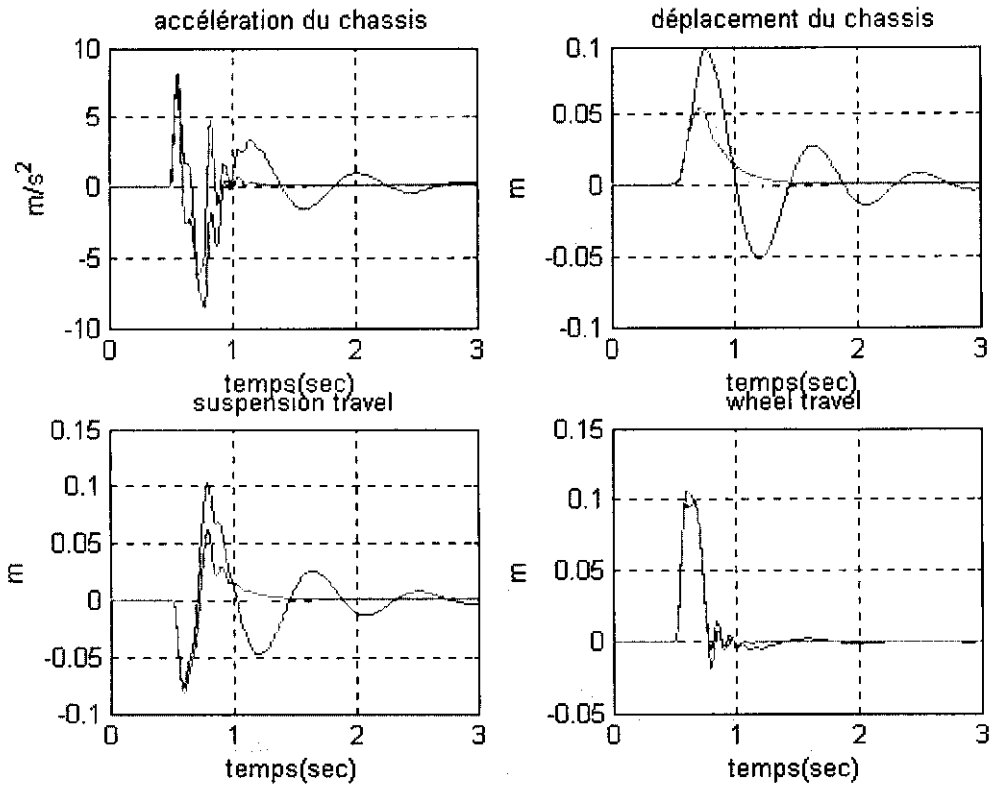 accélération du chassis
10
5
0
-5
-10
m/s²
0 1 2 3
temps(sec)
déplacement du chassis
0.1
0.05
0
-0.05
-0.1
m
0 1 2 3
temps(sec)
suspension travel
0.15
0.1
0.05
0
-0.05
-0.1
m
0 1 2 3
temps(sec)
wheel travel
0.15
0.1
0.05
0
-0.05
m
0 1 2 3
temps(sec)